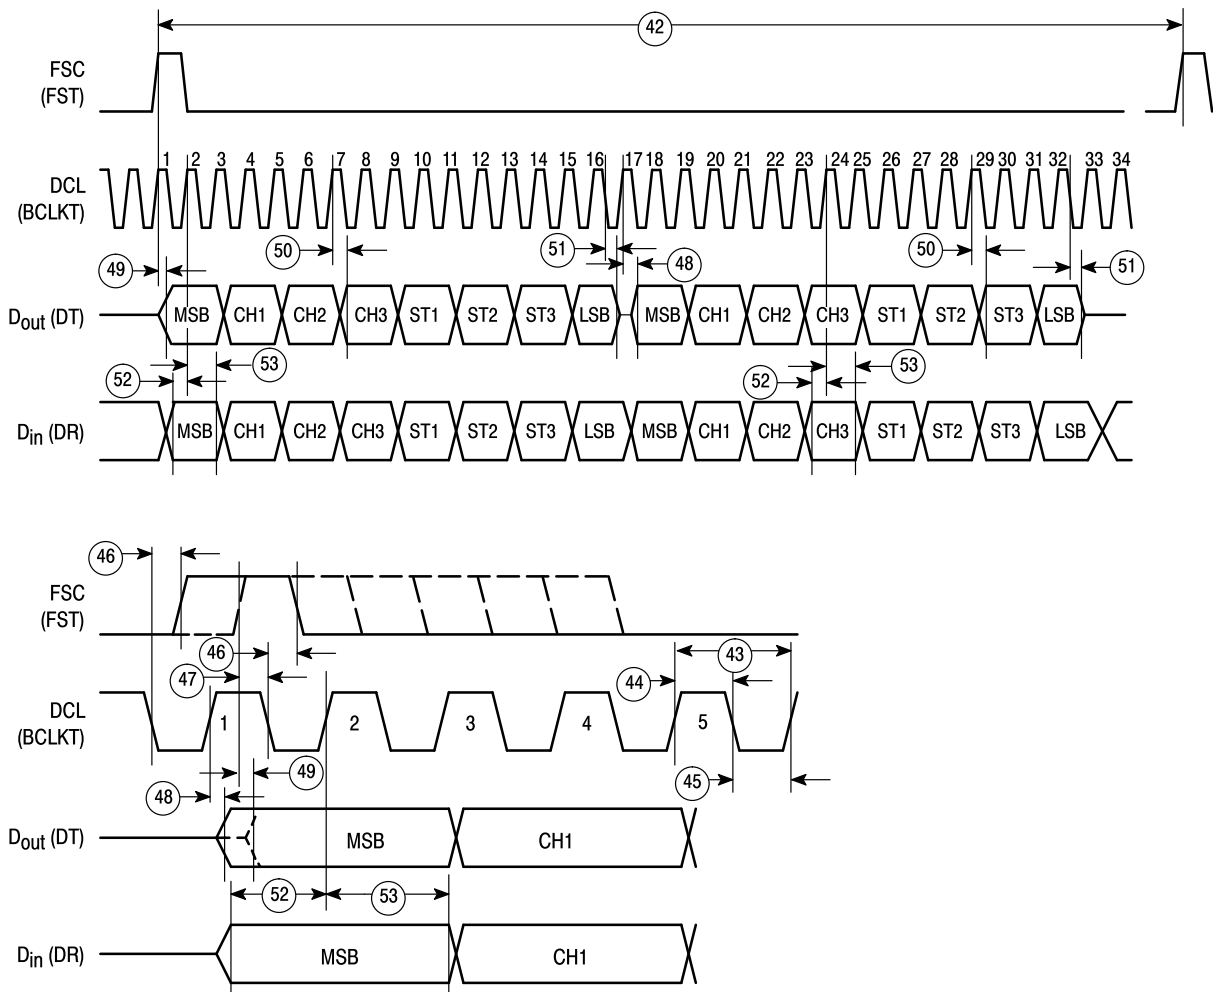 42
FSC
(FST)
1 2 3 4 5 6 7 8 9 10 11 12 13 14 15 16 17 18 19 20 21 22 23 24 25 26 27 28 29 30 31 32 33 34
DCL
(BCLKT)
49 50 51 48 50 51
Dout (DT) MSB CH1 CH2 CH3 ST1 ST2 ST3 LSB MSB CH1 CH2 CH3 ST1 ST2 ST3 LSB
52 53 52 53
Din (DR) MSB CH1 CH2 CH3 ST1 ST2 ST3 LSB MSB CH1 CH2 CH3 ST1 ST2 ST3 LSB
46
FSC
(FST)
46 43
47 44
DCL
(BCLKT)
1 2 3 4 5
49 45
48
Dout (DT) MSB CH1
52 53
Din (DR) MSB CH1